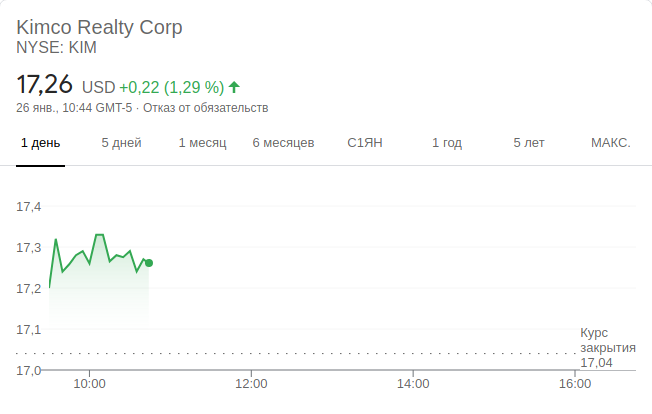 Kimco Realty Corp
NYSE: KIM
17,26 USD +0,22 (1,29 %)
26 янв., 10:44 GMT-5 · Отказ от обязательств
1 день 5 дней 1 месяц 6 месяцев С1ЯН 1 год 5 лет МАКС.
17,4
17,3
17,2
17,1
Курс
закрытия
17,04
17,0
10:00 12:00 14:00 16:00